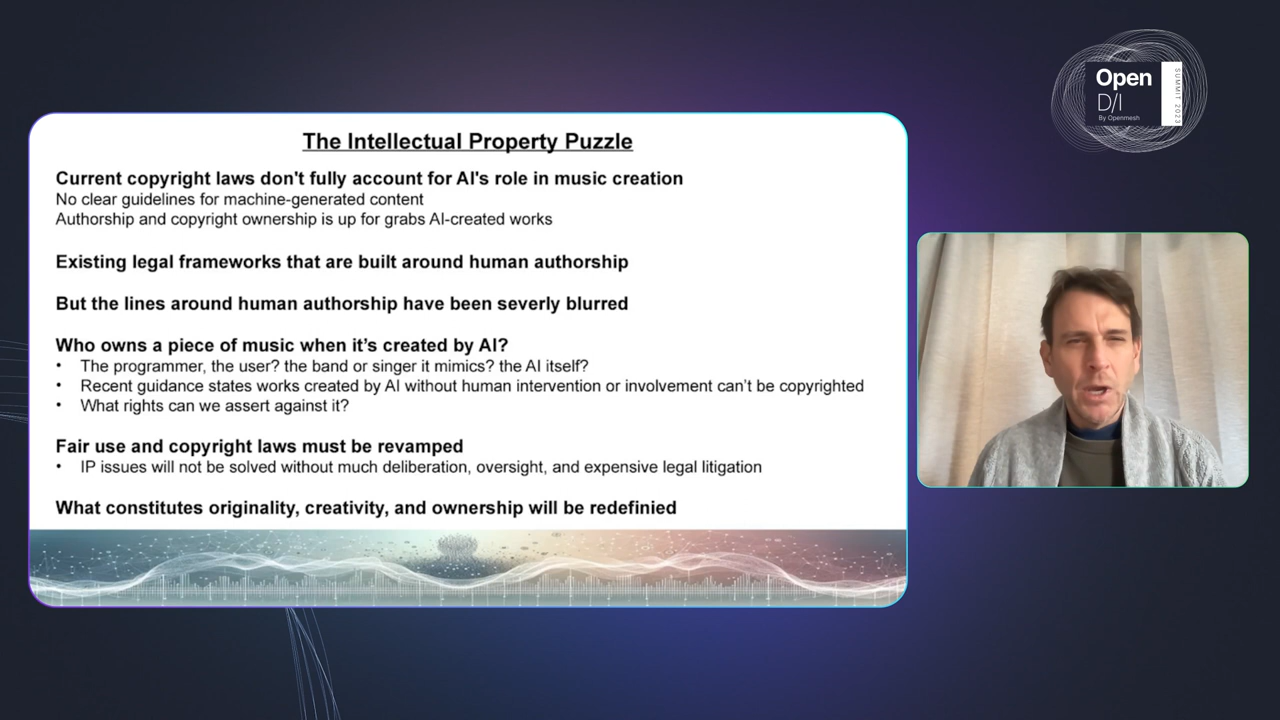 The Intellectual Property Puzzle
Current copyright laws don't fully account for AI's role in music creation
No clear guidelines for machine-generated content
Authorship and copyright ownership is up for grabs AI-created works
Existing legal frameworks that are built around human authorship
But the lines around human authorship have been severly blurred
Who owns a piece of music when it's created by AI?
• The programmer, the user? the band or singer it mimics? the AI itself?
• Recent guidance states works created by AI without human intervention or involvement can't be copyrighted
• What rights can we assert against it?
Fair use and copyright laws must be revamped
• IP issues will not be solved without much deliberation, oversight, and expensive legal litigation
What constitutes originality, creativity, and ownership will be redefinied
Open
D/I
By Openmesh
SUMMIT 2023